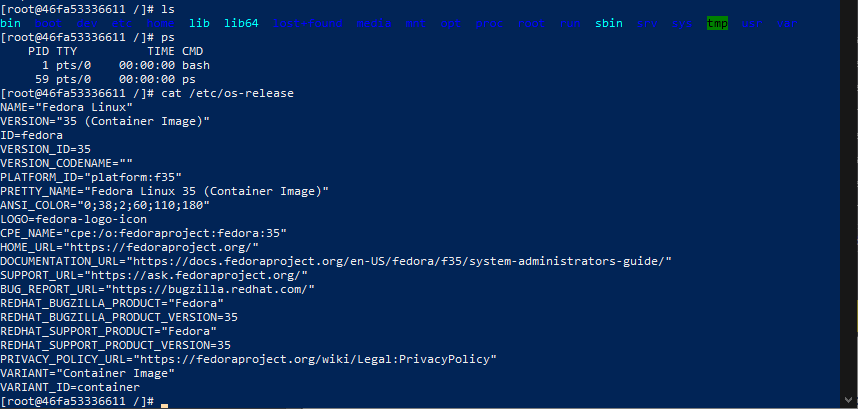 [root@46fa53336611 /]# ls
bin boot dev etc home lib lib64 lost+found media mnt opt proc root run sbin srv sys tmp usr var
[root@46fa53336611 /]# ps
PID TTY TIME CMD
1 pts/0 00:00:00 bash
59 pts/0 00:00:00 ps
[root@46fa53336611 /]# cat /etc/os-release
NAME="Fedora Linux"
VERSION="35 (Container Image)"
ID=fedora
VERSION_ID=35
VERSION_CODENAME=""
PLATFORM_ID="platform:f35"
PRETTY_NAME="Fedora Linux 35 (Container Image)"
ANSI_COLOR="0;38;2;60;110;180"
LOGO=fedora-logo-icon
CPE_NAME="cpe:/o:fedoraproject:fedora:35"
HOME_URL="https://fedoraproject.org/"
DOCUMENTATION_URL="https://docs.fedoraproject.org/en-US/fedora/f35/system-administrators-guide/"
SUPPORT_URL="https://ask.fedoraproject.org/"
BUG_REPORT_URL="https://bugzilla.redhat.com/"
REDHAT_BUGZILLA_PRODUCT="Fedora"
REDHAT_BUGZILLA_PRODUCT_VERSION=35
REDHAT_SUPPORT_PRODUCT="Fedora"
REDHAT_SUPPORT_PRODUCT_VERSION=35
PRIVACY_POLICY_URL="https://fedoraproject.org/wiki/Legal:PrivacyPolicy"
VARIANT="Container Image"
VARIANT_ID=container
[root@46fa53336611 /]#